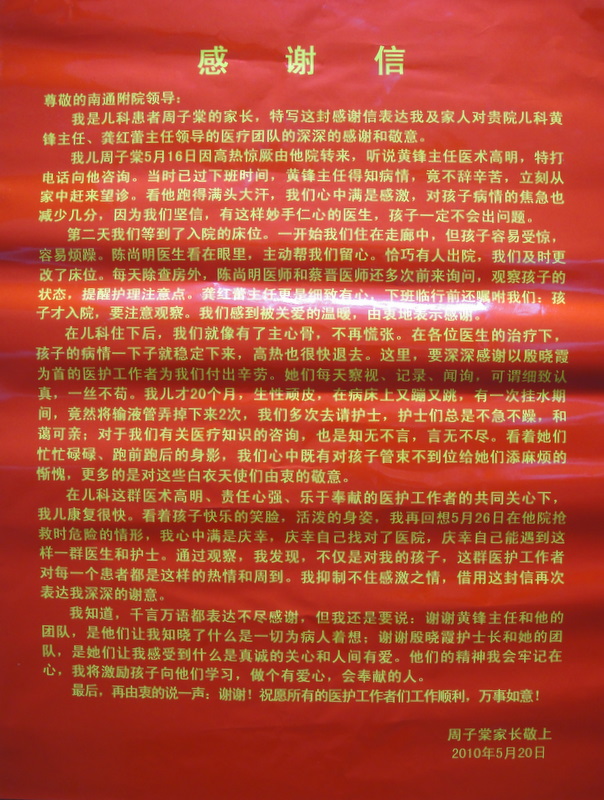 感谢信
尊敬的南通附院领导：
我是儿科患者周子棠的家长，特写这封感谢信表达我及家人对贵院儿科黄
锋主任、龚红蕾主任领导的医疗团队的深深的感谢和敬意。
我儿周子棠5月16日因高热惊厥由他院转来，听说黄锋主任医术高明，特打
电话向他咨询。当时已过下班时间，黄锋主任得知病情，竟不辞辛苦，立刻从
家中赶来望诊。看他跑得满头大汗，我们心中满是感激，对孩子病情的焦急也
减少几分，因为我们坚信，有这样妙手仁心的医生，孩子一定不会出问题。
第二天我们等到了入院的床位。一开始我们住在走廊中，但孩子容易受惊，
容易烦躁。陈尚明医生看在眼里，主动帮我们留心。恰巧有人出院，我们及时更
改了床位。每天除查房外，陈尚明医师和蔡晋医师还多次前来询问，观察孩子的
状态，提醒护理注意点。龚红蕾主任更是细致有心，下班临行前还嘱咐我们：孩
子才入院，要注意观察。我们感到被关爱的温暖，由衷地表示感谢。
在儿科住下后，我们就像有了主心骨，不再慌张。在各位医生的治疗下，
孩子的病情一下子就稳定下来，高热也很快退去。这里，要深深感谢以殷晓霞
为首的医护工作者为我们付出辛劳。她们每天察视、记录、闻询，可谓细致认
真，一丝不苟。我儿才20个月，生性顽皮，在病床上又蹦又跳，有一次挂水期
间，竟然将输液管弄掉下来2次，我们多次去请护士，护士们总是不急不躁，和
蔼可亲；对于我们有关医疗知识的咨询，也是知无不言，言无不尽。看着她们
忙忙碌碌、跑前跑后的身影，我们心中既有对孩子管束不到位给她们添麻烦的
惭愧，更多的是对这些白衣天使们由衷的敬意。
在儿科这群医术高明、责任心强、乐于奉献的医护工作者的共同关心下，
我儿康复很快。看着孩子快乐的笑脸，活泼的身姿，我再回想5月26日在他院抢
救时危险的情形，我心中满是庆幸，庆幸自己找对了医院，庆幸自己能遇到这
样一群医生和护士。通过观察，我发现，不仅是对我的孩子，这群医护工作者
对每一个患者都是这样的热情和周到。我抑制不住感激之情，借用这封信再次
表达我深深的谢意。
我知道，千言万语都表达不尽感谢，但我还是要说：谢谢黄锋主任和他的
团队，是他们让我知晓了什么是一切为病人着想；谢谢殷晓霞护士长和她的团
队，是她们让我感受到什么是真诚的关心和人间有爱。他们的精神我会牢记在
心，我将激励孩子向他们学习，做个有爱心，会奉献的人。
最后，再由衷的说一声：谢谢！祝愿所有的医护工作者们工作顺利，万事如意！
周子棠家长敬上
2010年5月20日